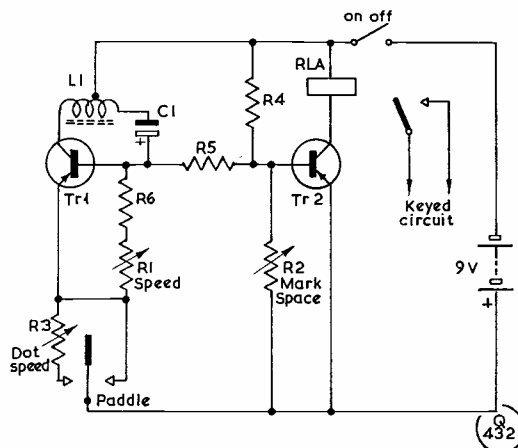 on off
L1
C1
+
RLA
R4
R5
Tr1
Tr2
R6
Keyed
circuit
R1
Speed
R2
Mark
Space
9V
+
R3
Dot
speed
Paddle
Q
432